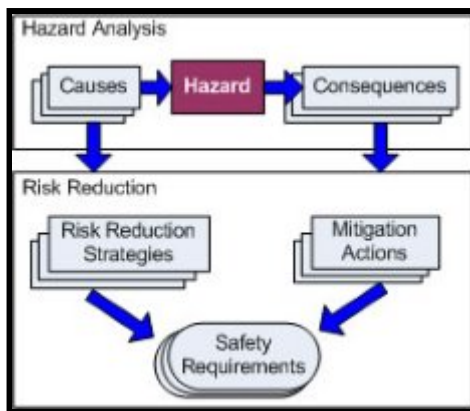 Hazard Analysis
Causes
Hazard
Consequences
Risk Reduction
Risk Reduction
Strategies
Mitigation
Actions
Safety
Requirements